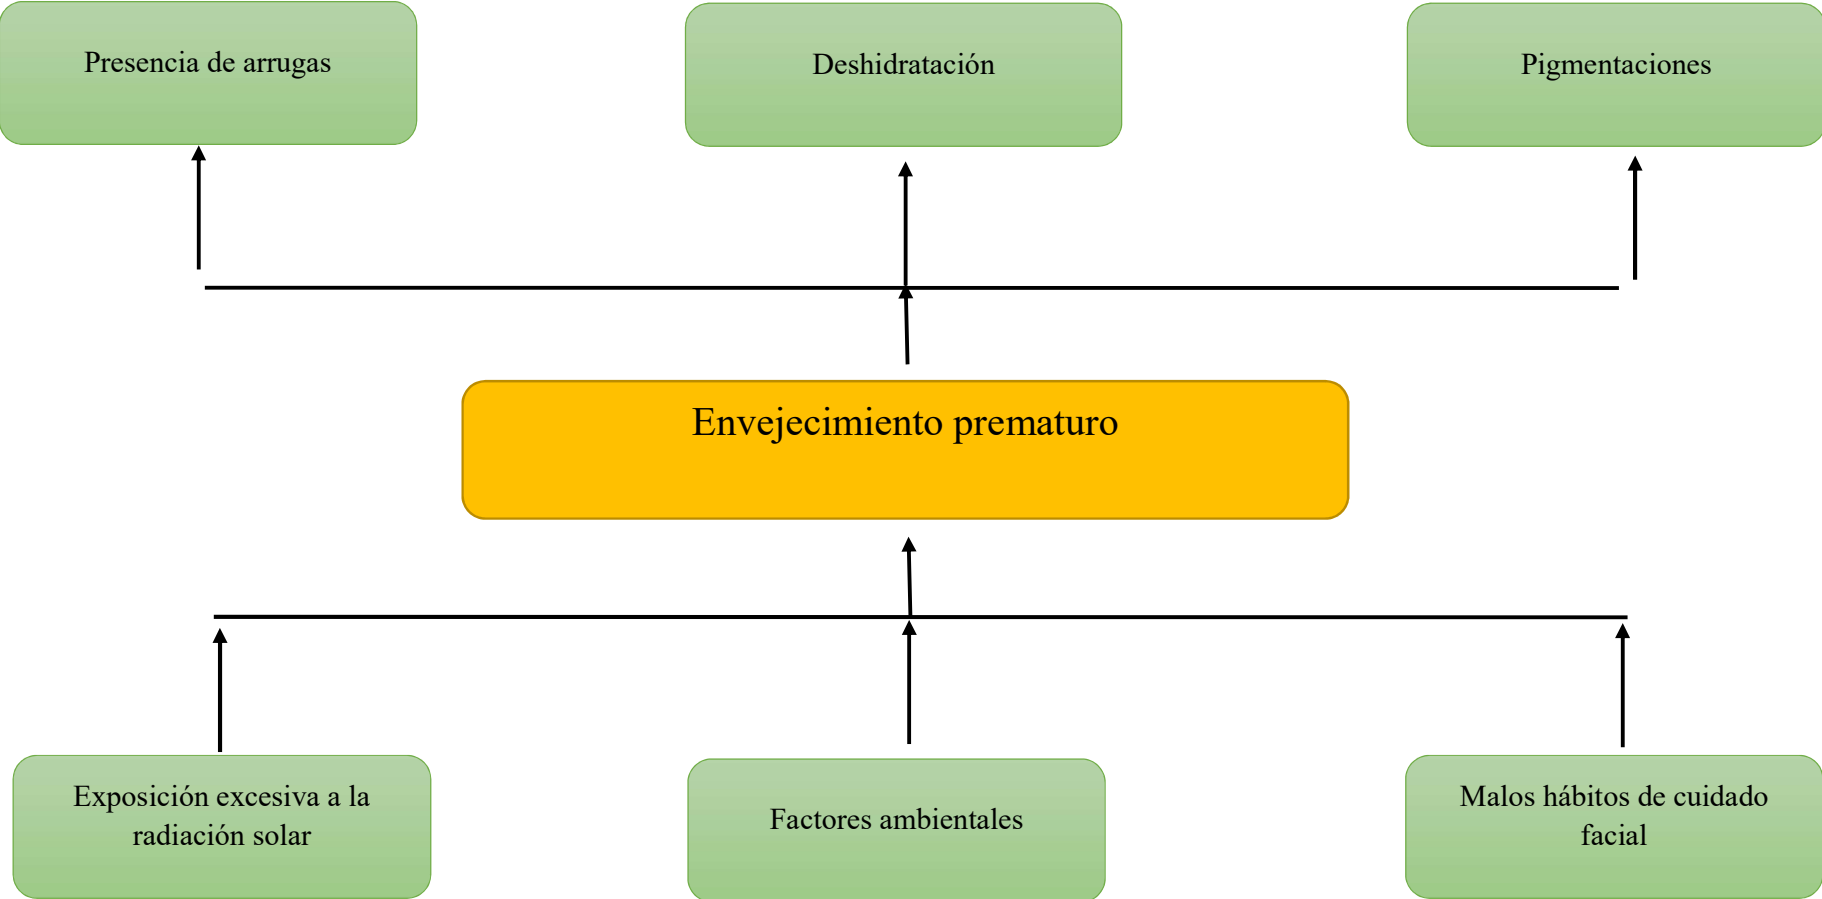 Presencia de arrugas
Deshidratación
Pigmentaciones
Envejecimiento prematuro
Exposición excesiva a la
radiación solar
Factores ambientales
Malos hábitos de cuidado
facial